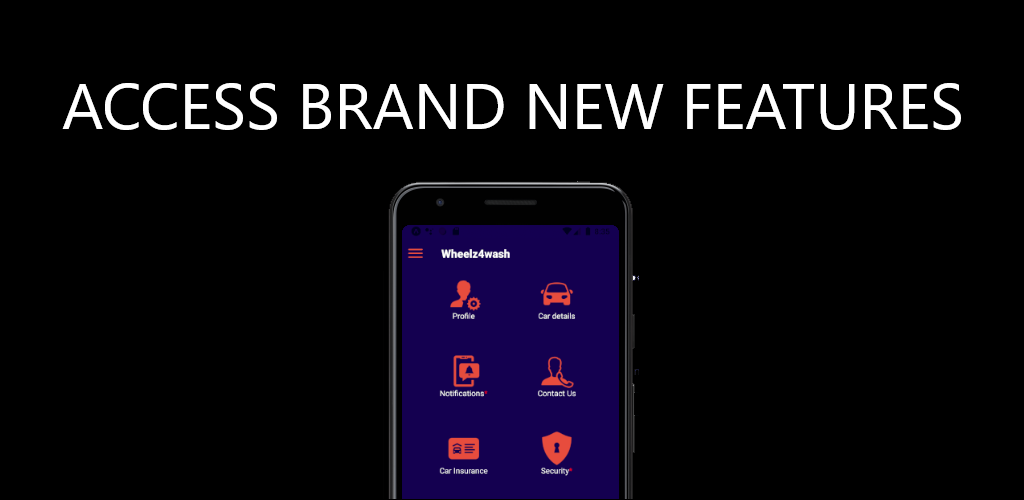 ACCESS BRAND NEW FEATURES
Wheelz4wash
Profile
Car details
Notifications*
Contact Us
Car Insurance
Security*